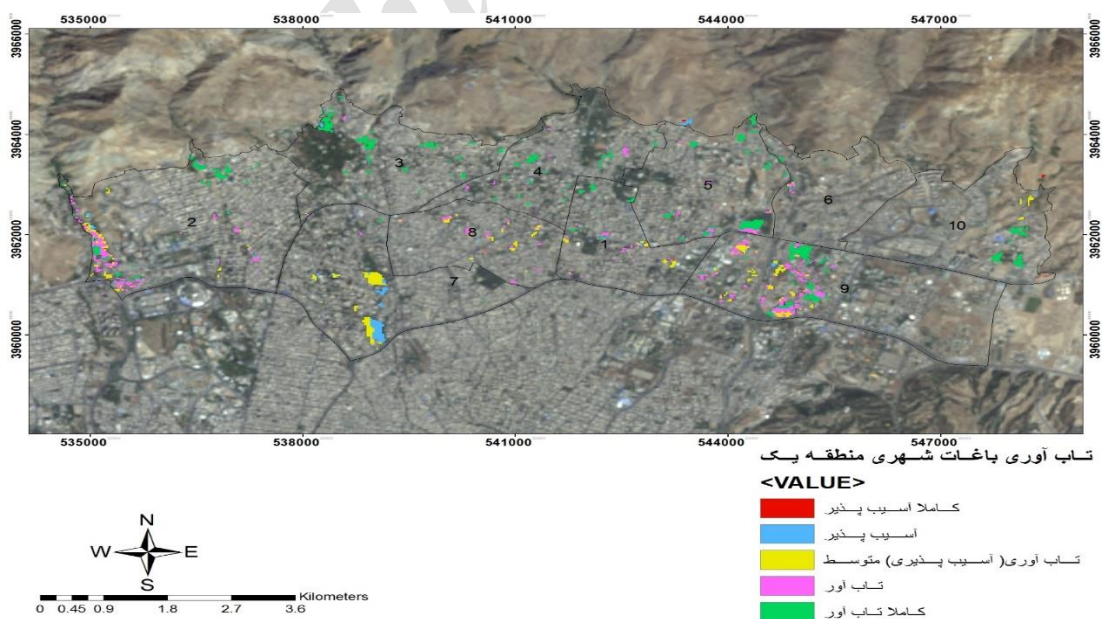 535000 538000 541000 544000 547000
3966000 3966000
3964000 3964000
3962000 3962000
3960000 3960000
3 4 5 6
2 10
8 1
7 9
535000 538000 541000 544000 547000
تاب آوری باغات شهری منطقه یک
<VALUE>
کاملا آسیب پذیر
آسیب پذیر
تاب آوری( آسیب پذیری) متوسط
تاب آور
کاملا تاب آور
N
W E
S
Kilometers
0 0.45 0.9 1.8 2.7 3.6